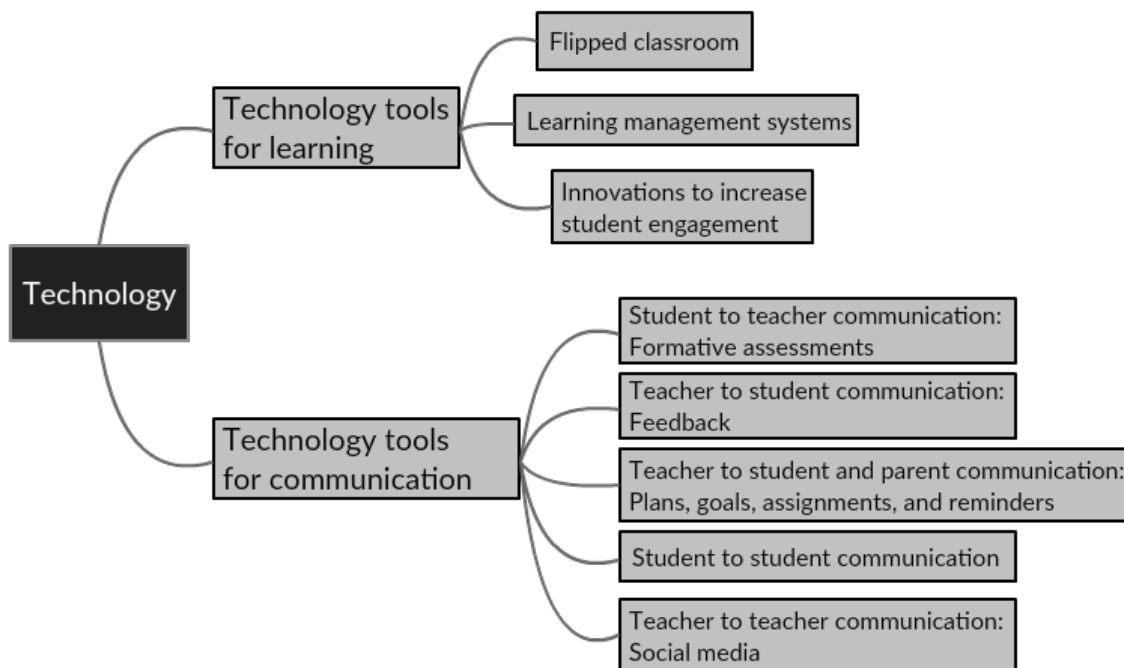 Flipped classroom
Technology tools
for learning
Learning management systems
Innovations to increase
student engagement
Technology
Student to teacher communication:
Formative assessments
Teacher to student communication:
Feedback
Technology tools
for communication
Teacher to student and parent communication:
Plans, goals, assignments, and reminders
Student to student communication
Teacher to teacher communication:
Social media